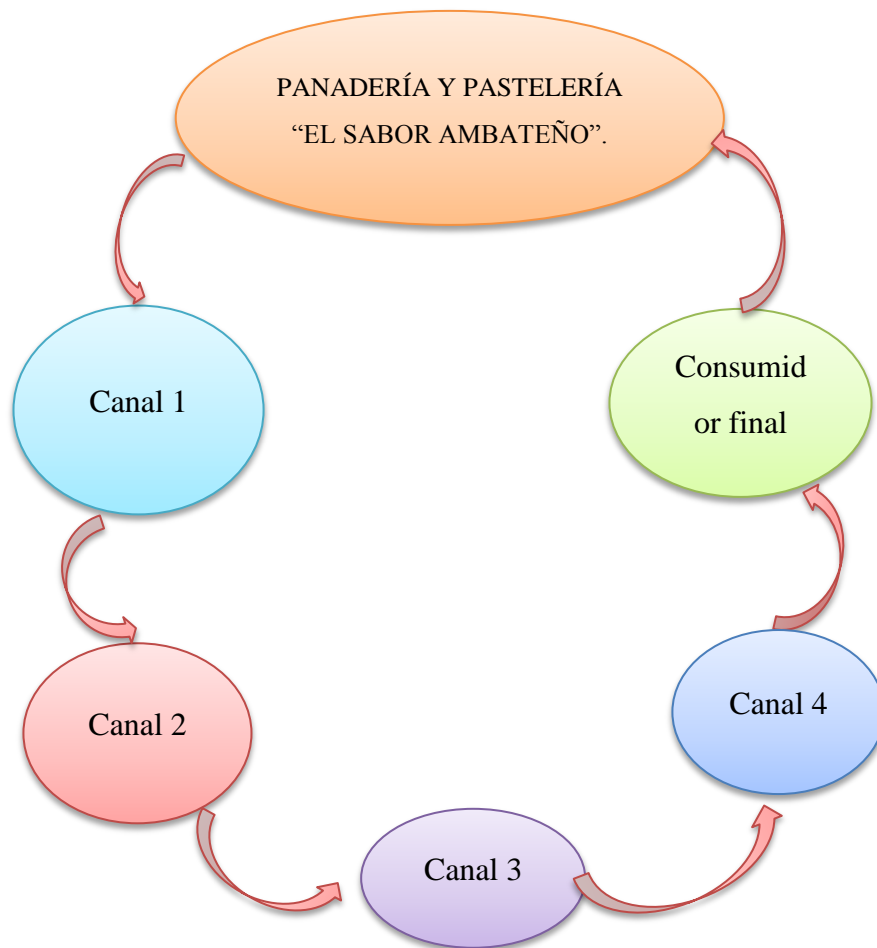 PANADERÍA Y PASTELERÍA
“EL SABOR AMBATEÑO”.
Canal 1
Canal 2
Canal 3
Canal 4
Consumid
or final